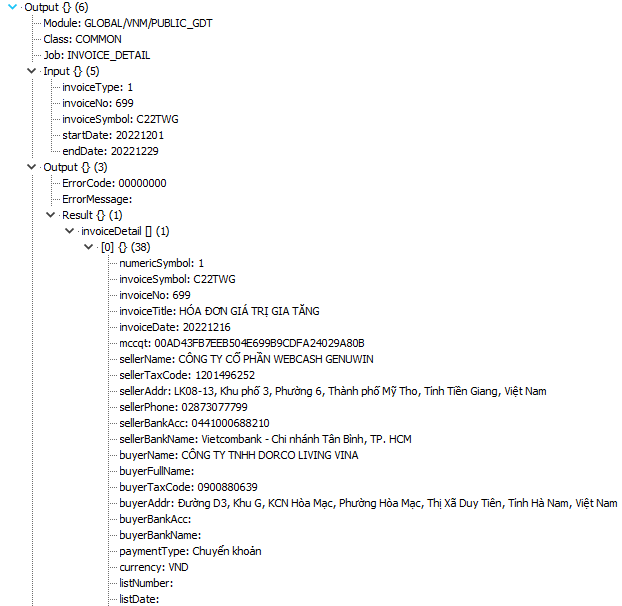 Output {} (6)
Module: GLOBAL/VNM/PUBLIC_GDT
Class: COMMON
Job: INVOICE_DETAIL
Input {} (5)
invoiceType: 1
invoiceNo: 699
invoiceSymbol: C22TWG
startDate: 20221201
endDate: 20221229
Output {} (3)
ErrorCode: 00000000
ErrorMessage:
Result {} (1)
invoiceDetail [] (1)
[0] {} (38)
numericSymbol: 1
invoiceSymbol: C22TWG
invoiceNo: 699
invoiceTitle: HÓA ĐƠN GIÁ TRỊ GIA TĂNG
invoiceDate: 20221216
mccqt: 00AD43FB7EEB504E699B9CDFA24029A80B
sellerName: CÔNG TY CỔ PHẦN WEBCASH GENUWIN
sellerTaxCode: 1201496252
sellerAddr: LK08-13, Khu phố 3, Phường 6, Thành phố Mỹ Tho, Tỉnh Tiền Giang, Việt Nam
sellerPhone: 02873077799
sellerBankAcc: 0441000688210
sellerBankName: Vietcombank - Chi nhánh Tân Bình, TP. HCM
buyerName: CÔNG TY TNHH DORCO LIVING VINA
buyerFullName:
buyerTaxCode: 0900880639
buyerAddr: Đường D3, Khu G, KCN Hòa Mạc, Phường Hòa Mạc, Thị Xã Duy Tiên, Tỉnh Hà Nam, Việt Nam
buyerBankAcc:
buyerBankName:
paymentType: Chuyển khoản
currency: VND
listNumber:
listDate: